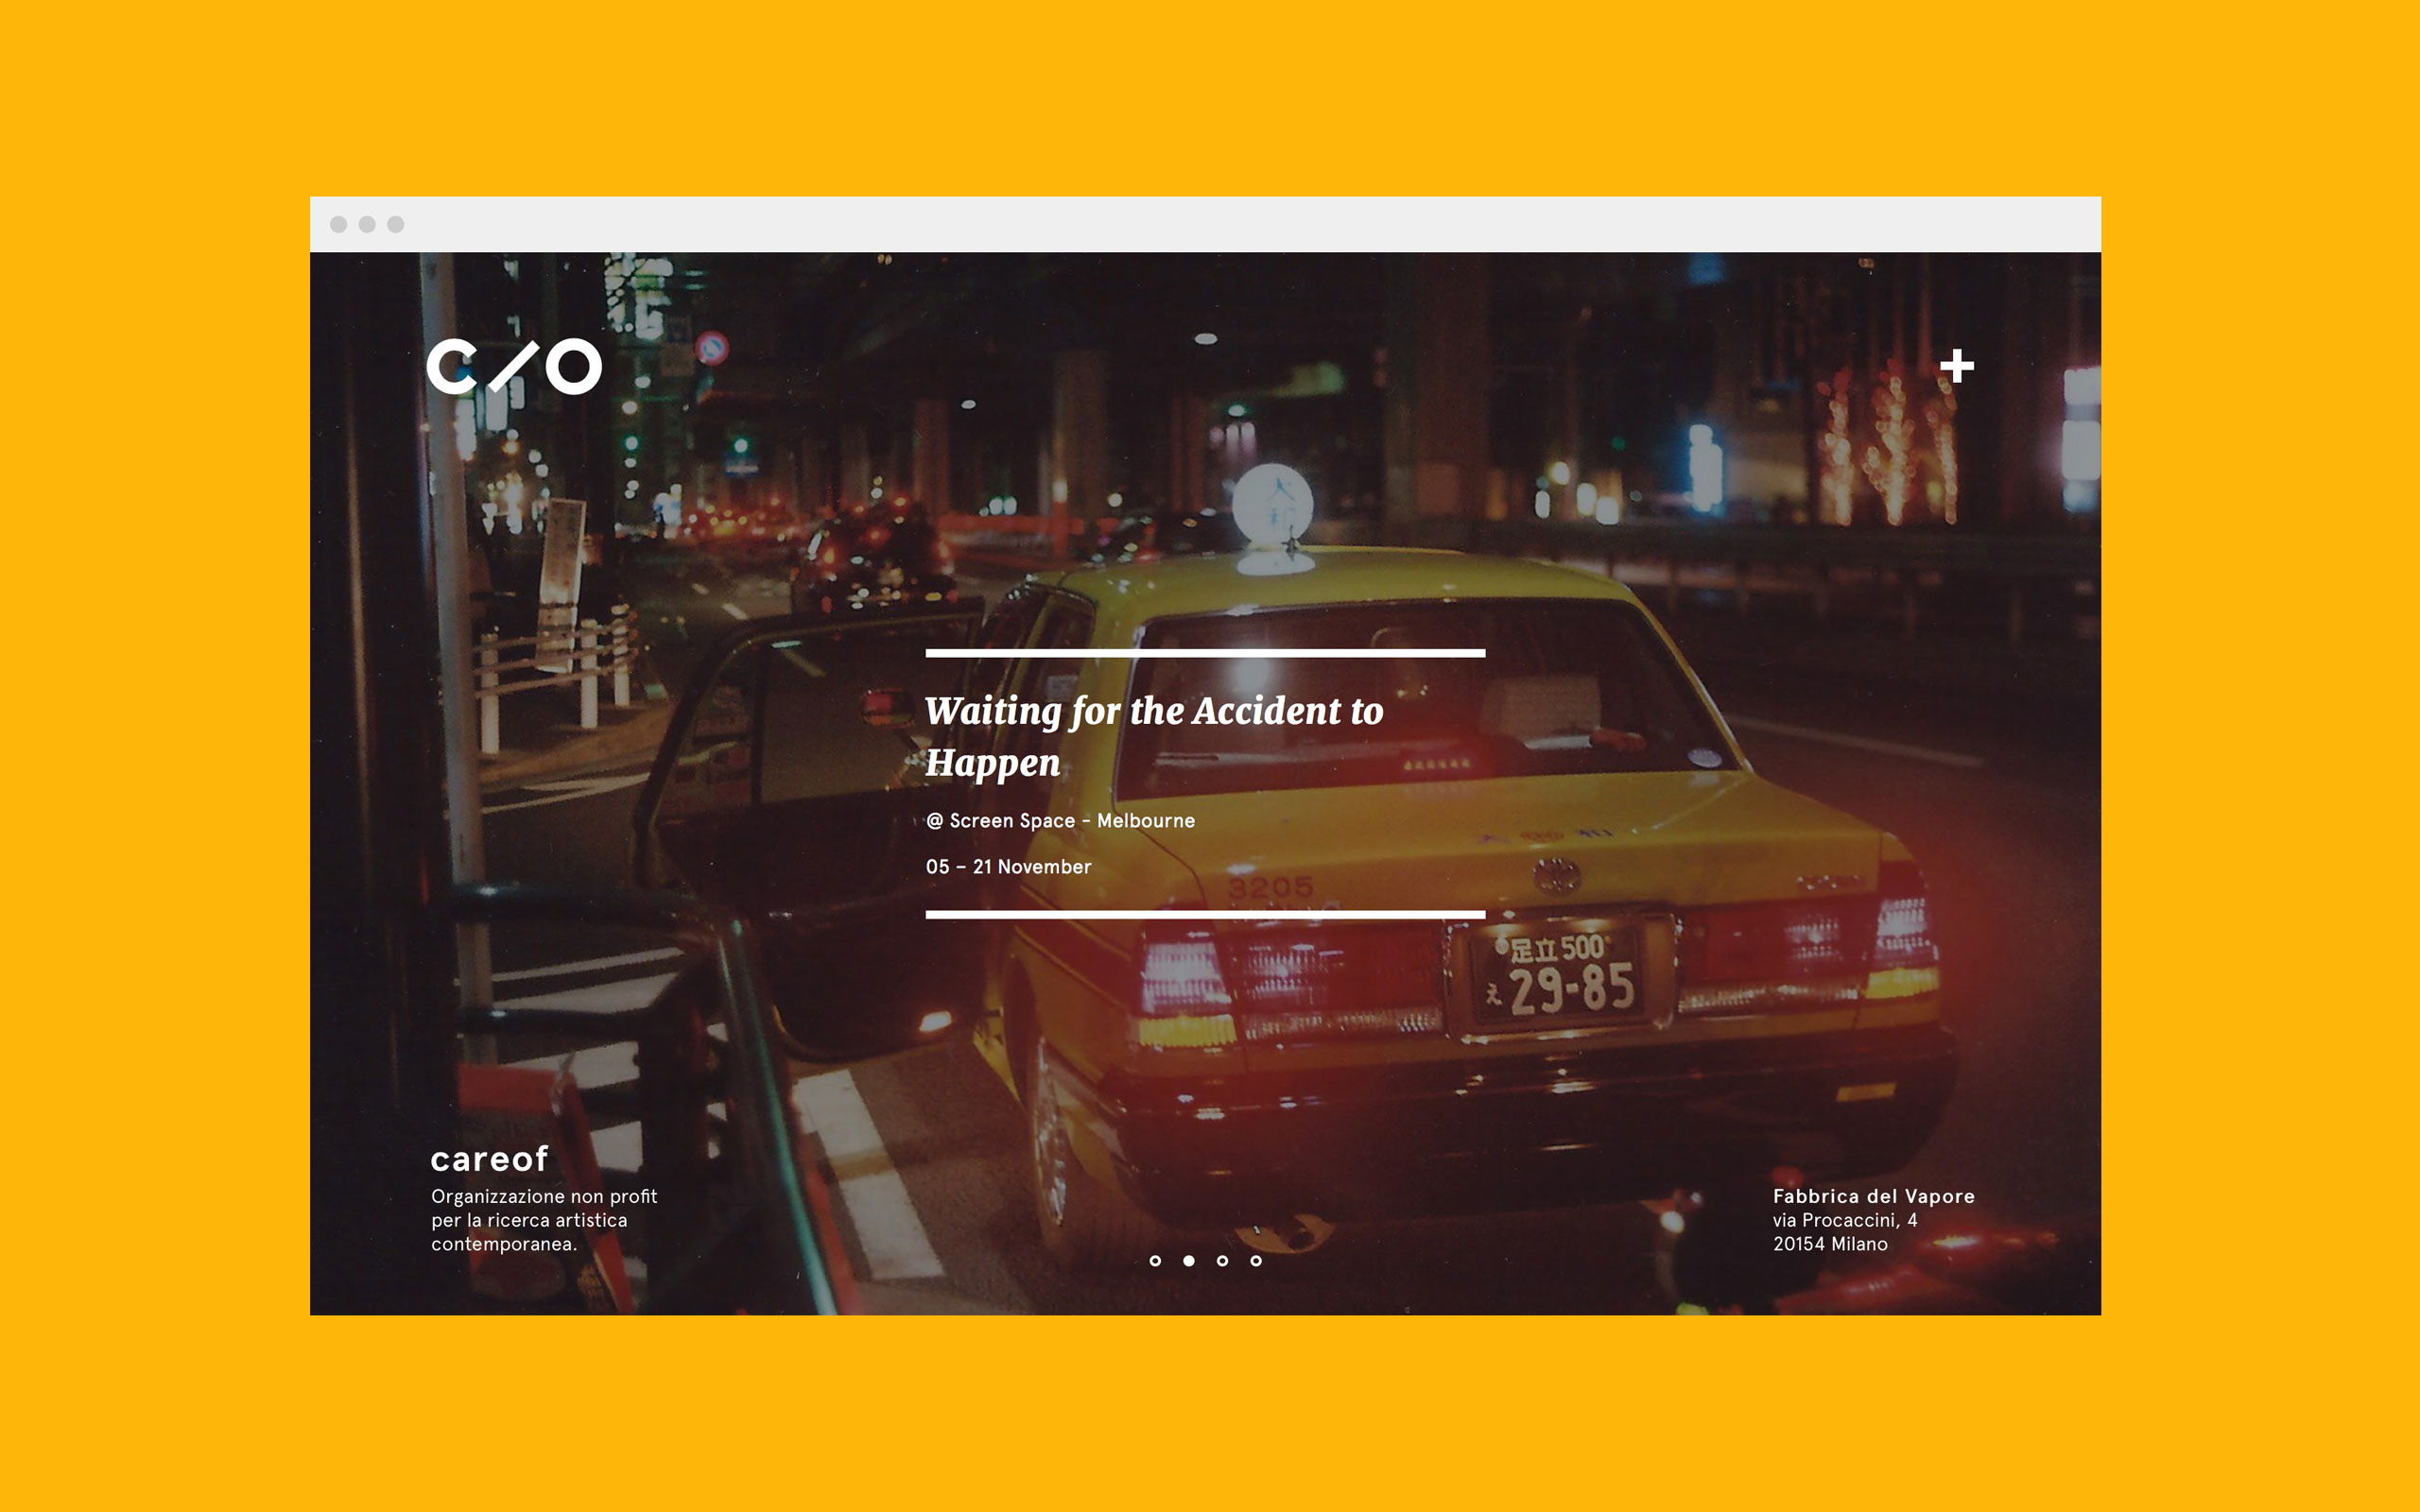 C/O
+
Waiting for the Accident to
Happen
@ Screen Space - Melbourne
05 – 21 November
3205
足立 500
え 29-85
careof
Organizzazione non profit
per la ricerca artistica
contemporanea.
Fabbrica del Vapore
via Procaccini, 4
20154 Milano